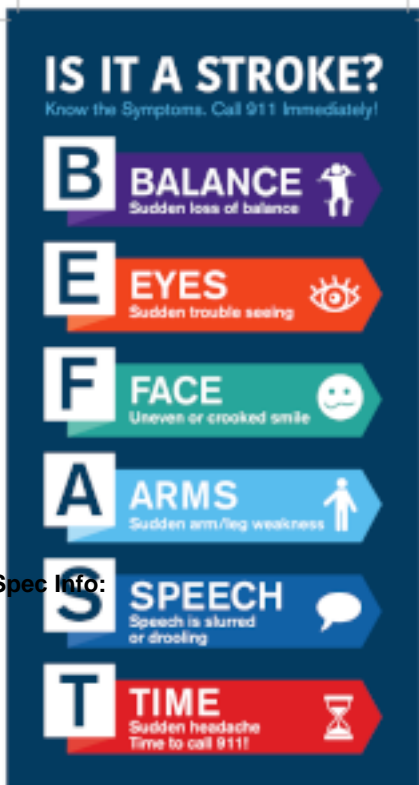 IS IT A STROKE?
Know the Symptoms. Call 911 Immediately!
B
BALANCE
Sudden loss of balance
E
EYES
Sudden trouble seeing
F
FACE
Uneven or crooked smile
A
ARMS
Sudden arm/leg weakness
Spec Info:
S
SPEECH
Speech is slurred
or drooling
T
TIME
Sudden headache
Time to call 911!